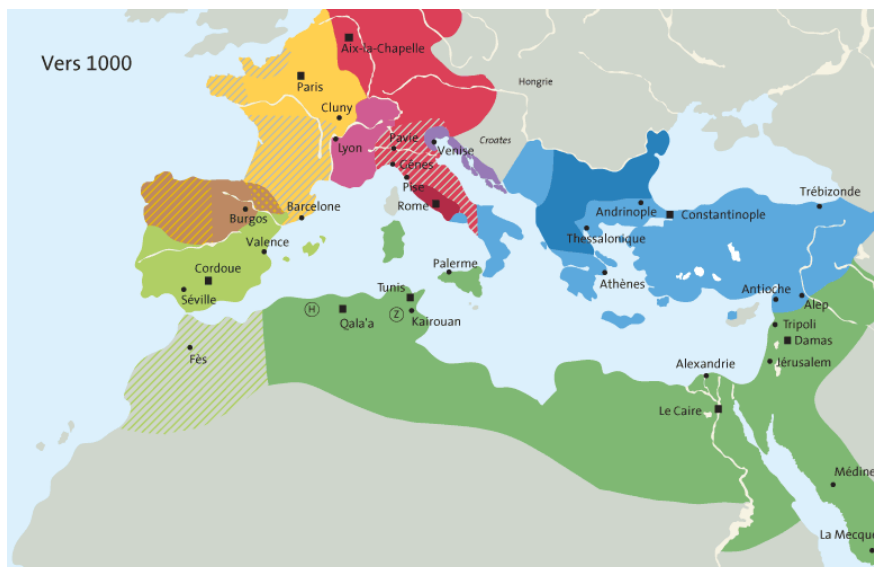 Vers 1000
Aix-la-Chapelle
Paris
Hongrie
Cluny
Lyon
Pavie
Venise
Croates
Gênes
Pise
Rome
Burgos
Barcelone
Valence
Cordoue
Séville
Andrinople
Constantinople
Trébizonde
Thessalonique
Athènes
Antioche
Alep
Palerme
Tunis
H
Qala'a
Z
Kairouan
Tripoli
Damas
Jérusalem
Fès
Alexandrie
Le Caire
Médine
La Mecque